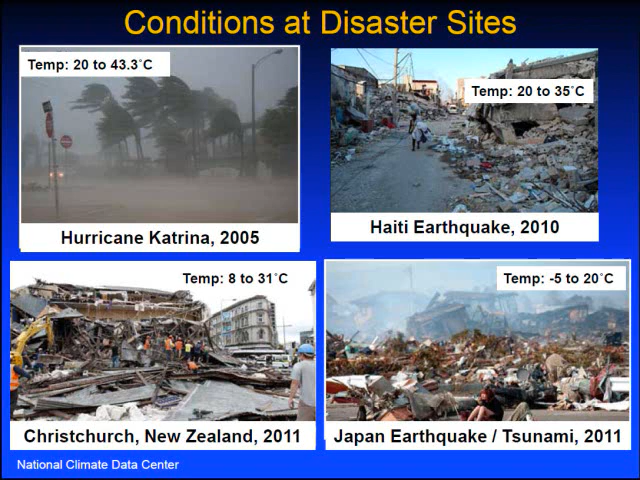 Conditions at Disaster Sites
Temp: 20 to 43.3˚C
Hurricane Katrina, 2005
Temp: 20 to 35˚C
Haiti Earthquake, 2010
Temp: 8 to 31˚C
Christchurch, New Zealand, 2011
Temp: -5 to 20˚C
Japan Earthquake / Tsunami, 2011
National Climate Data Center